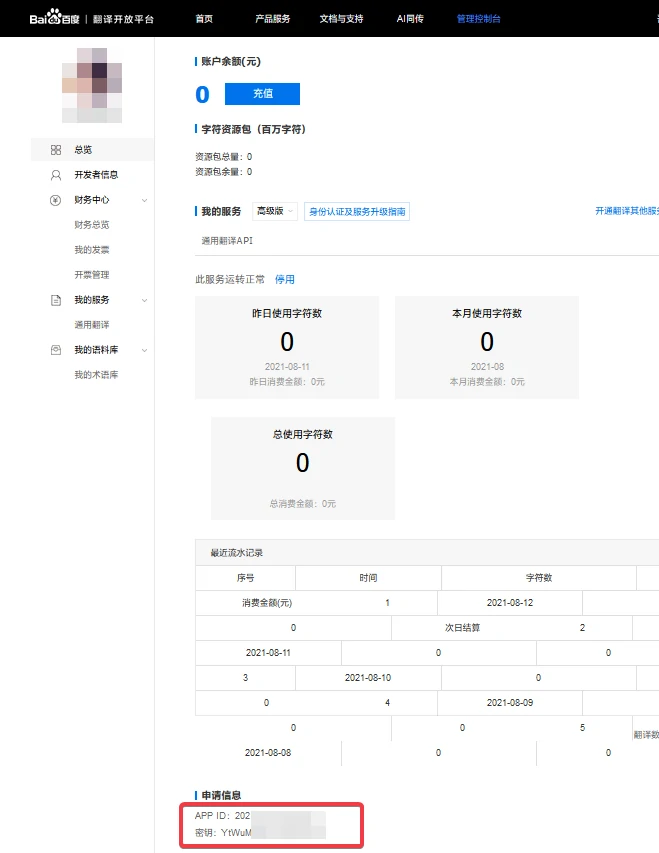 Bai百度 | 翻译开放平台 首页 产品服务 文档与支持 AI同传 管理控制台
账户余额(元)
0 充值
字符资源包（百万字符）
资源包总量：0
资源包余量：0
总览
开发者信息
财务中心
财务总览
我的发票
开票管理
我的服务
通用翻译
我的语料库
我的术语库
我的服务 高级版 身份认证及服务升级指南 开通翻译其他服务
通用翻译API
此服务运转正常 停用
昨日使用字符数
0
2021-08-11
昨日消费金额：0元
本月使用字符数
0
2021-08
本月消费金额：0元
总使用字符数
0
总消费金额：0元
最近流水记录
序号 时间 字符数
消费金额(元) 1 2021-08-12
0 次日结算 2
2021-08-11 0 0
3 2021-08-10 0
0 4 2021-08-09
0 0 5
翻译数
2021-08-08 0 0
申请信息
APP ID：202
密钥：YtWuM